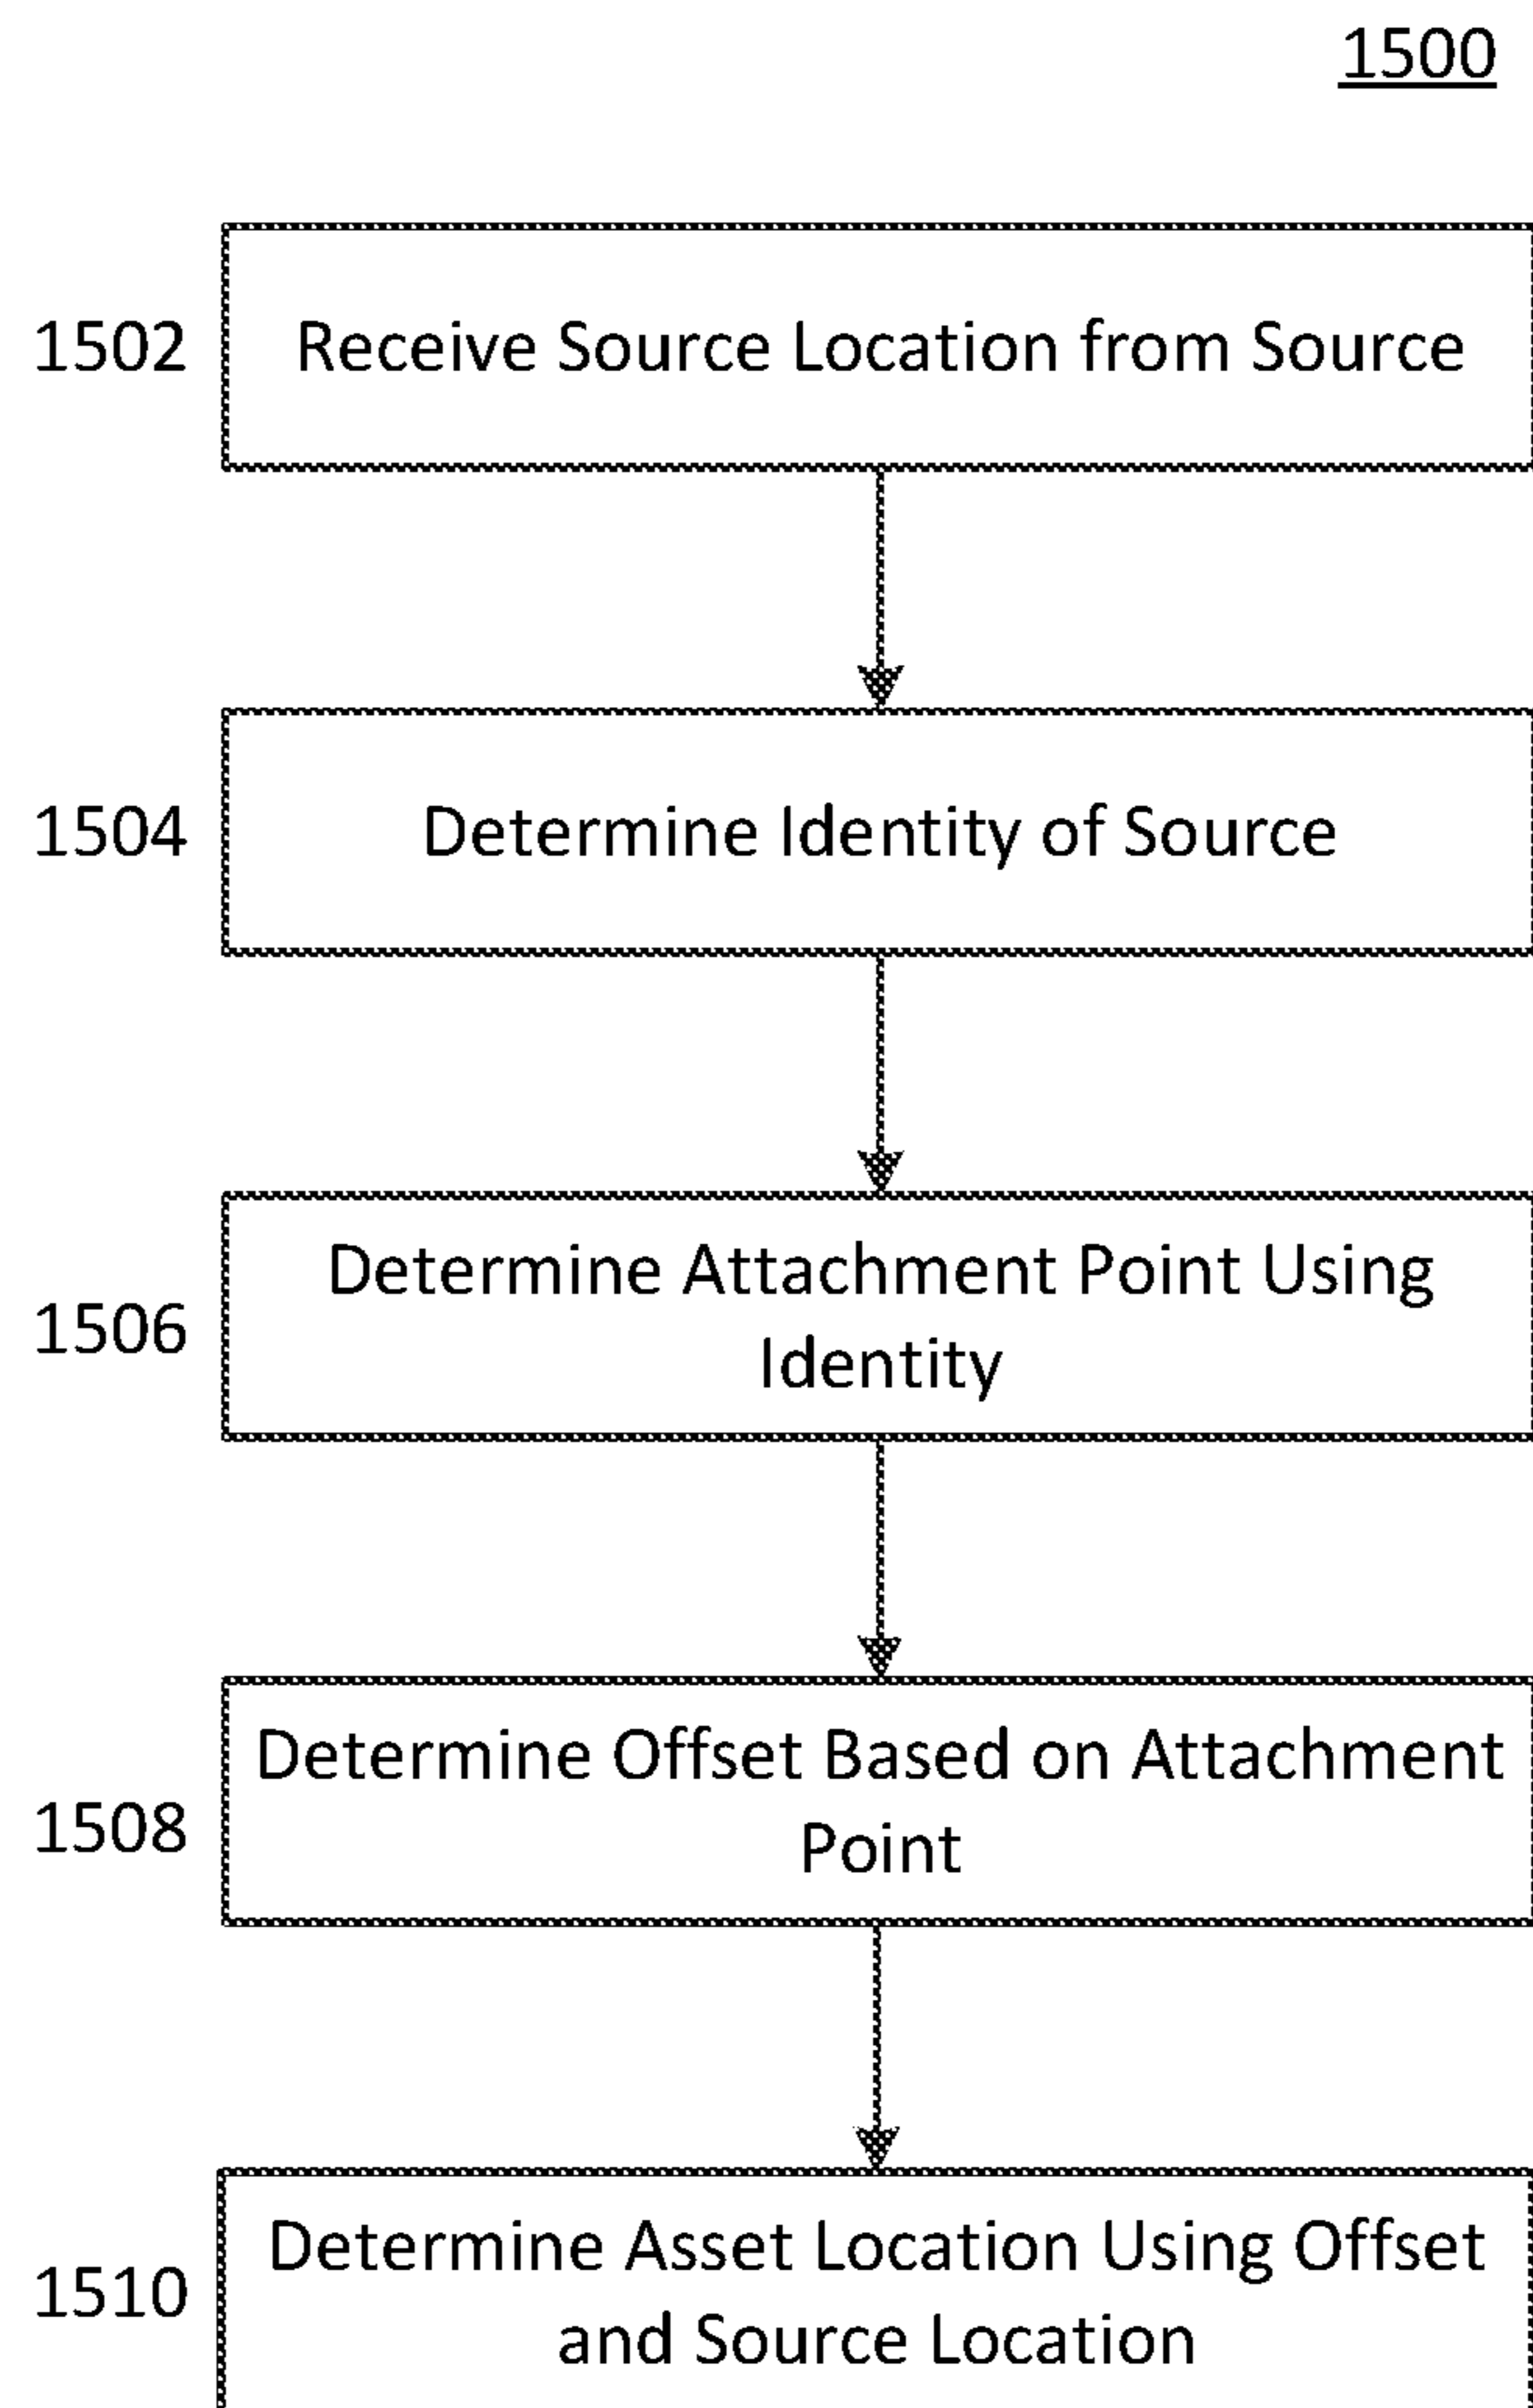 1500
1502
Receive Source Location from Source
1504
Determine Identity of Source
1506
Determine Attachment Point Using
Identity
1508
Determine Offset Based on Attachment
Point
1510
Determine Asset Location Using Offset
and Source Location